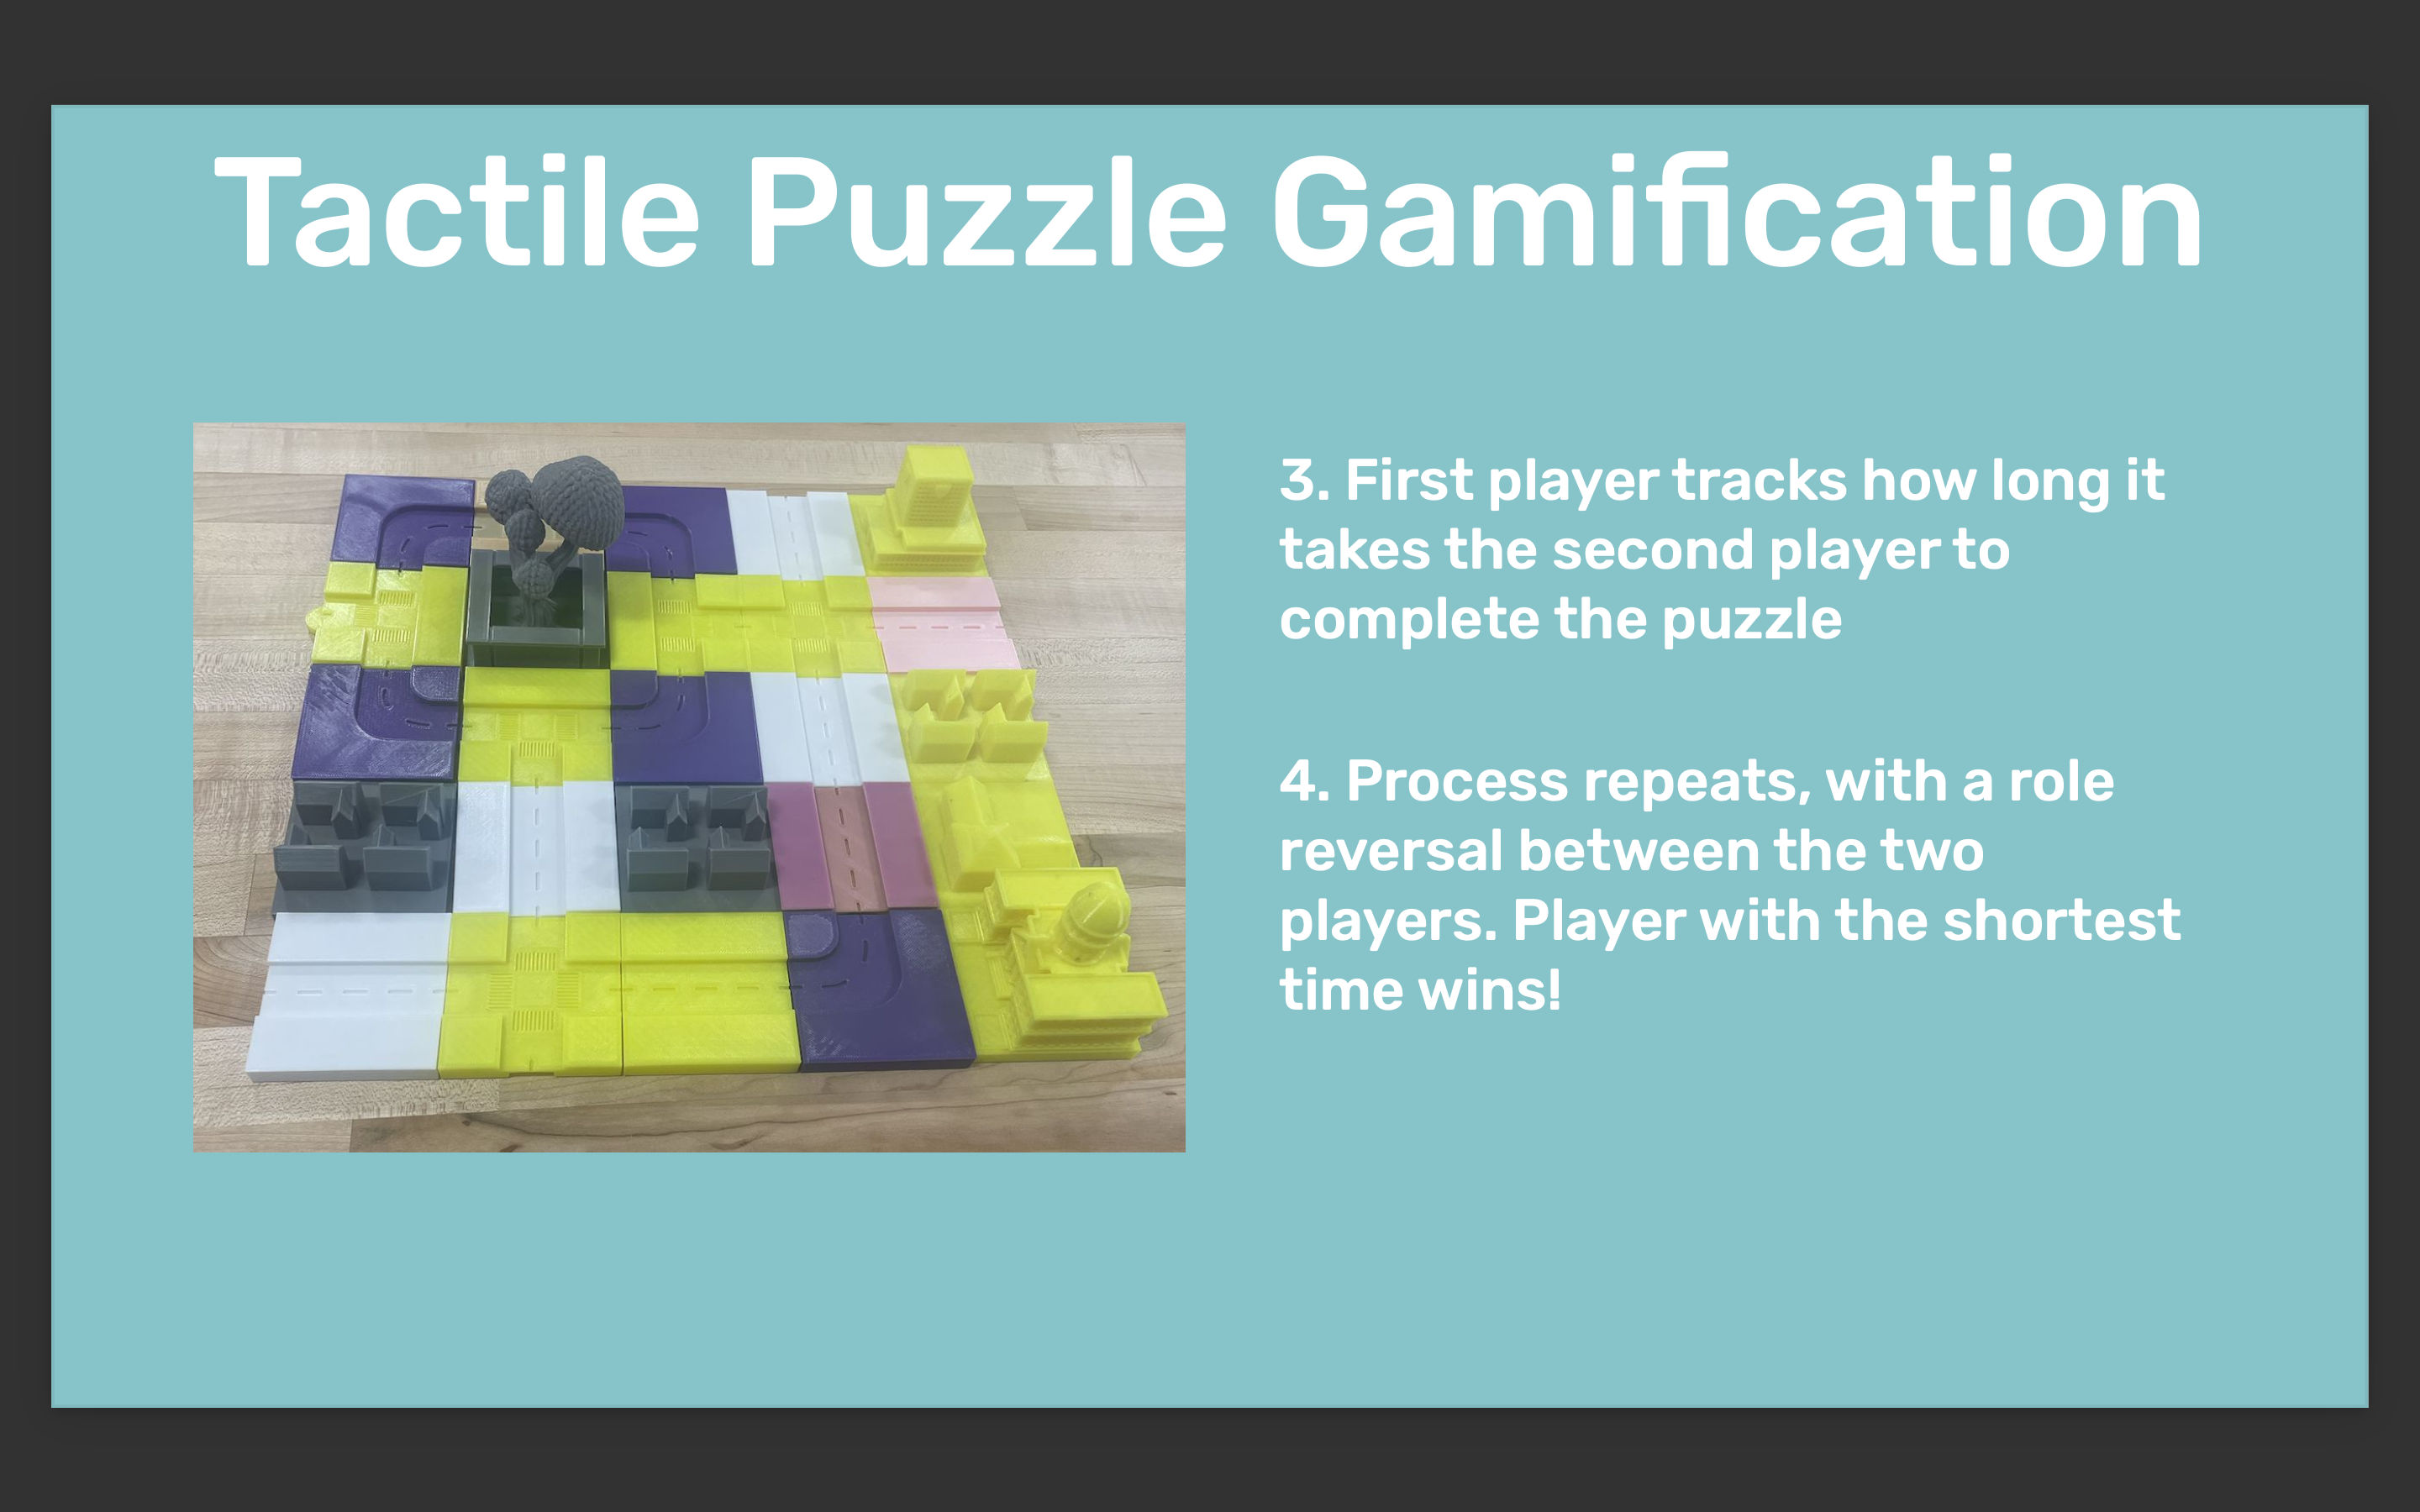 Tactile Puzzle Gamification
3. First player tracks how long it
takes the second player to
complete the puzzle
4. Process repeats, with a role
reversal between the two
players. Player with the shortest
time wins!